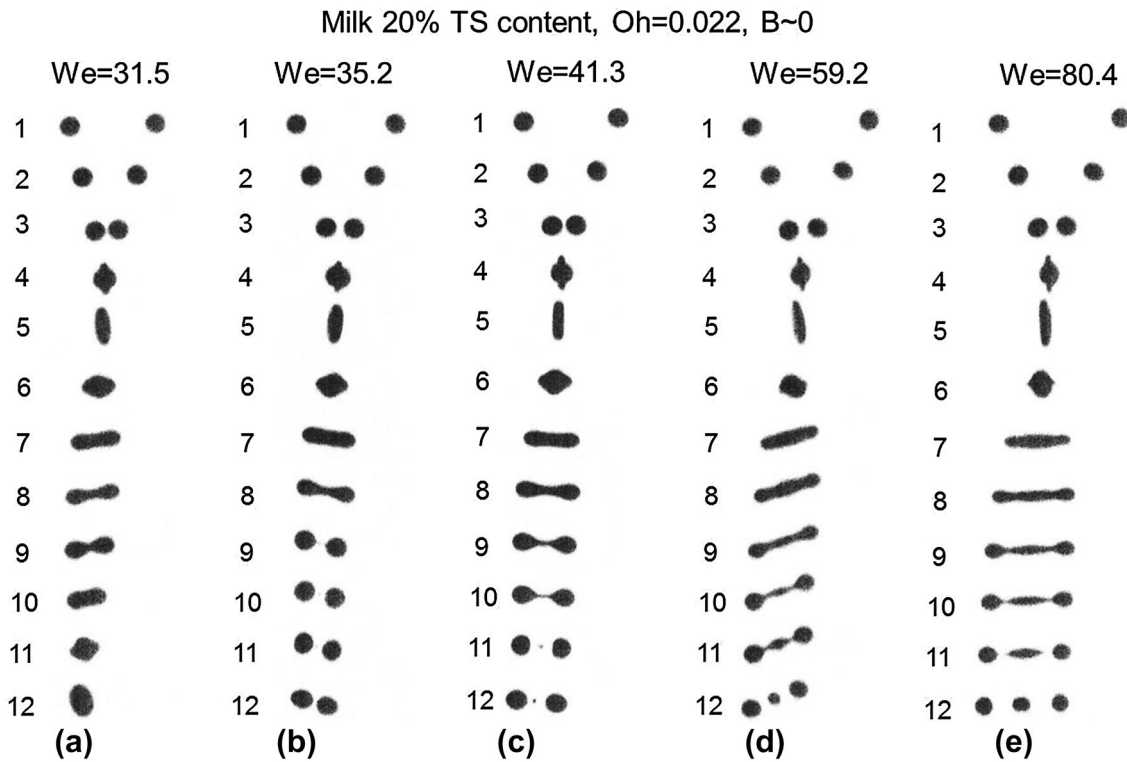 Milk 20% TS content, Oh=0.022, B~0
We=31.5 We=35.2 We=41.3 We=59.2 We=80.4
1 1 1 1 1
2 2 2 2 2
3 3 3 3 3
4 4 4 4 4
5 5 5 5 5
6 6 6 6 6
7 7 7 7 7
8 8 8 8 8
9 9 9 9 9
10 10 10 10 10
11 11 11 11 11
12 12 12 12 12
(a) (b) (c) (d) (e)